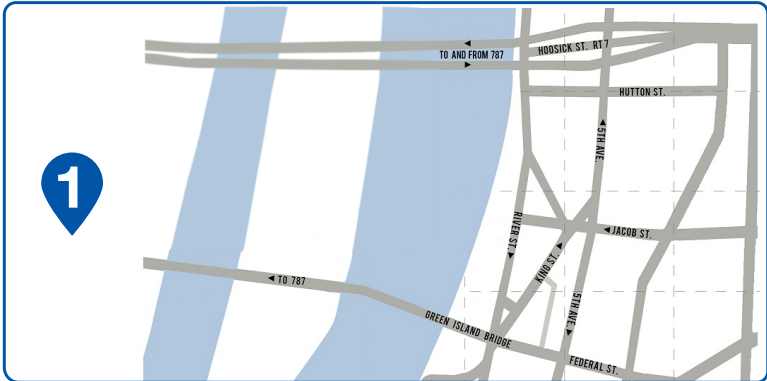 1
TO AND FROM 787
HOOSICK ST. RT 7
HUTTON ST.
5TH AVE.
RIVER ST.
JACOB ST.
KING ST.
TO 787
5TH AVE.
GREEN ISLAND BRIDGE
FEDERAL ST.